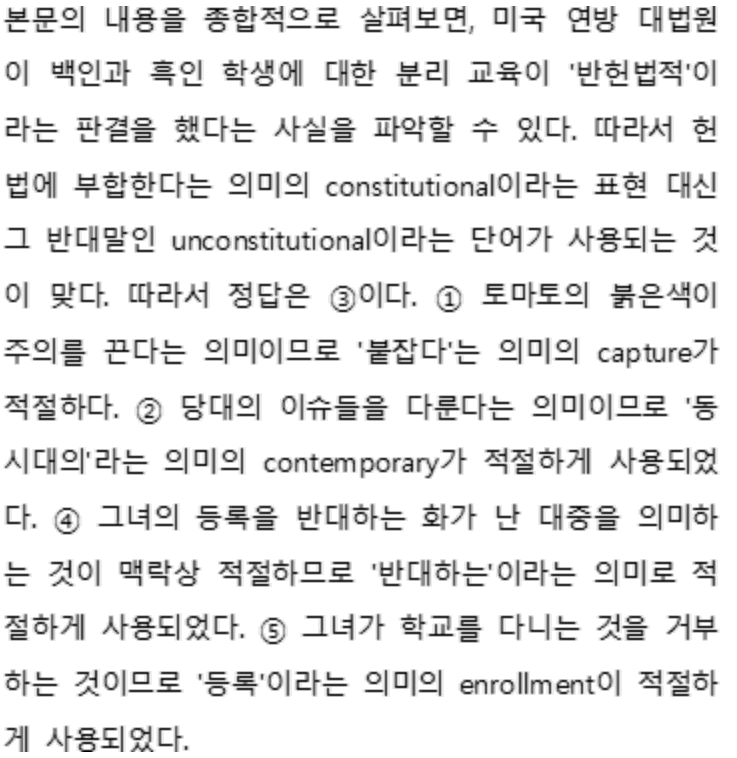 본문의 내용을 종합적으로 살펴보면, 미국 연방 대법원
이 백인과 흑인 학생에 대한 분리 교육이 '반헌법적'이
라는 판결을 했다는 사실을 파악할 수 있다. 따라서 헌
법에 부합한다는 의미의 constitutional이라는 표현 대신
그 반대말인 unconstitutional이라는 단어가 사용되는 것
이 맞다. 따라서 정답은 ③이다. ① 토마토의 붉은색이
주의를 끈다는 의미이므로 '붙잡다'는 의미의 capture가
적절하다. ② 당대의 이슈들을 다룬다는 의미이므로 '동
시대의'라는 의미의 contemporary가 적절하게 사용되었
다. ④ 그녀의 등록을 반대하는 화가 난 대중을 의미하
는 것이 맥락상 적절하므로 '반대하는'이라는 의미로 적
절하게 사용되었다. ⑤ 그녀가 학교를 다니는 것을 거부
하는 것이므로 '등록'이라는 의미의 enrollment이 적절하
게 사용되었다.